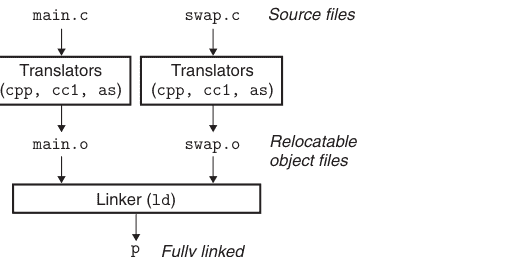 main.c swap.c Source files
Translators Translators
(cpp, cc1, as) (cpp, cc1, as)
main.o swap.o Relocatable
object files
Linker (ld)
p Fully linked